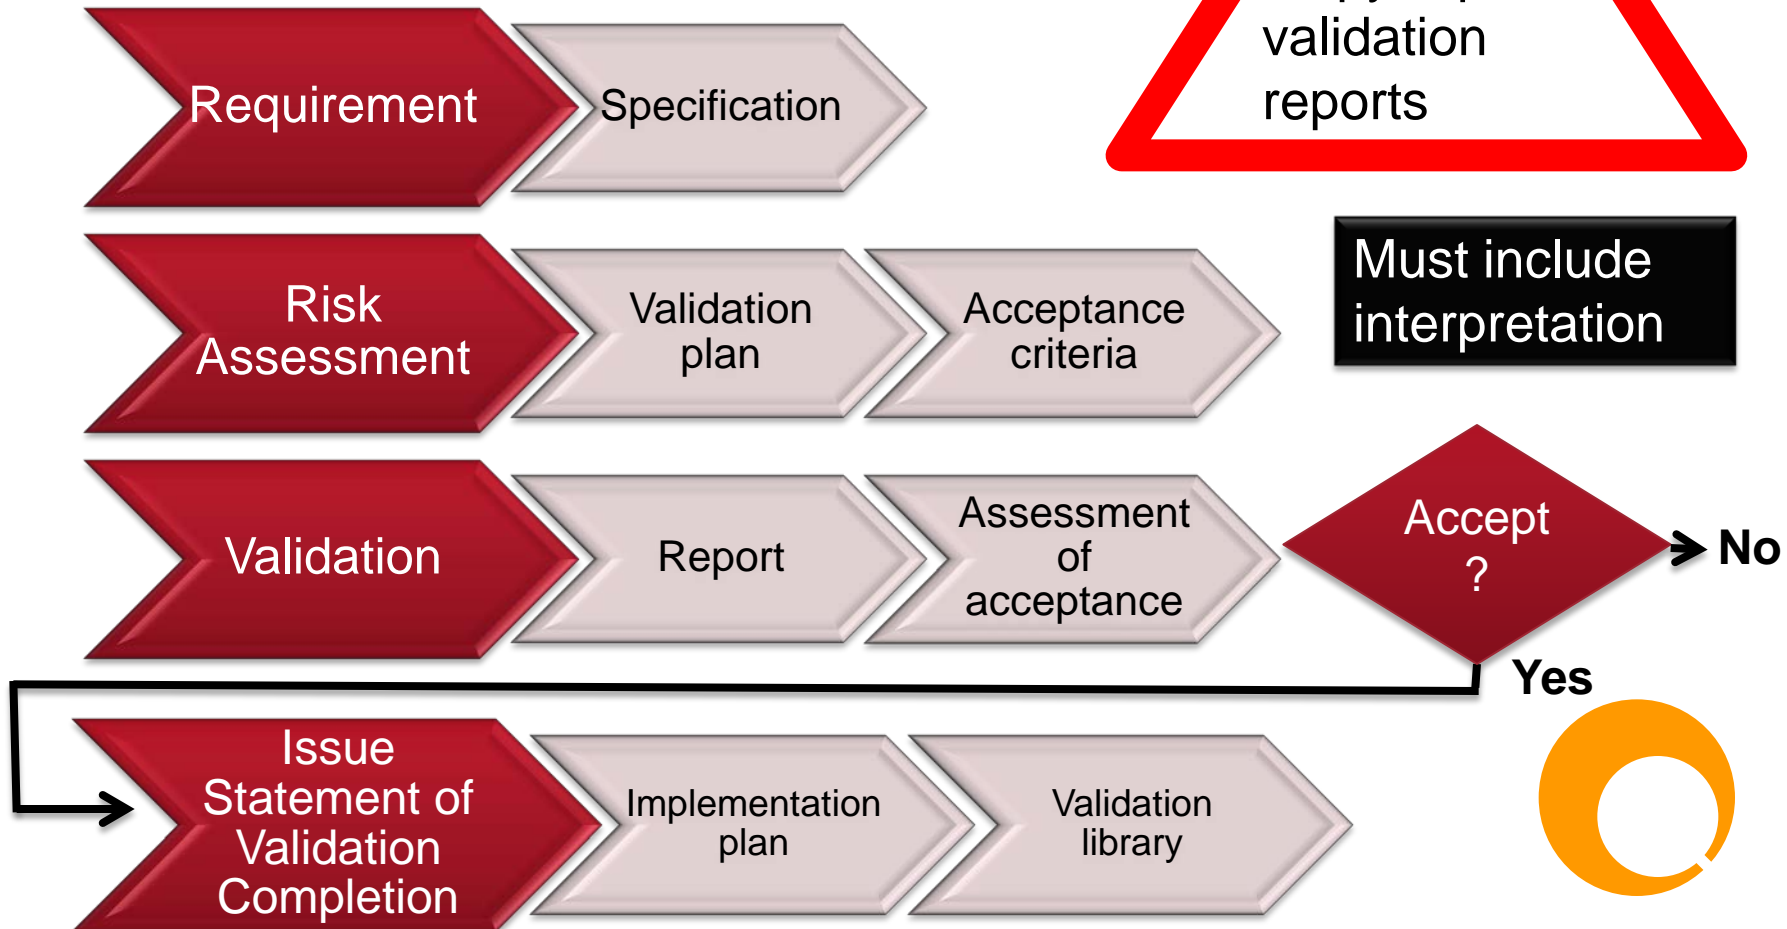 validation
reports
Requirement
Specification
Must include
interpretation
Risk
Assessment
Validation
plan
Acceptance
criteria
Validation
Report
Assessment
of
acceptance
Accept
?
No
Yes
Issue
Statement of
Validation
Completion
Implementation
plan
Validation
library